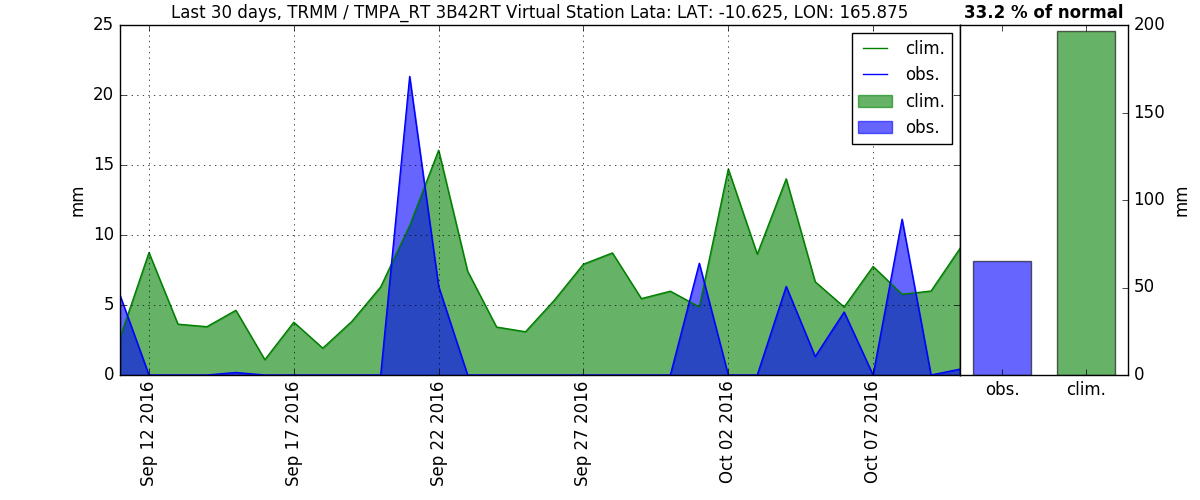 Last 30 days, TRMM / TMPA_RT 3B42RT Virtual Station Lata: LAT: -10.625, LON: 165.875
33.2 % of normal
25
20
15
10
5
0
mm
clim.
obs.
clim.
obs.
200
150
100
50
0
mm
Sep 12 2016
Sep 17 2016
Sep 22 2016
Sep 27 2016
Oct 02 2016
Oct 07 2016
obs.
clim.